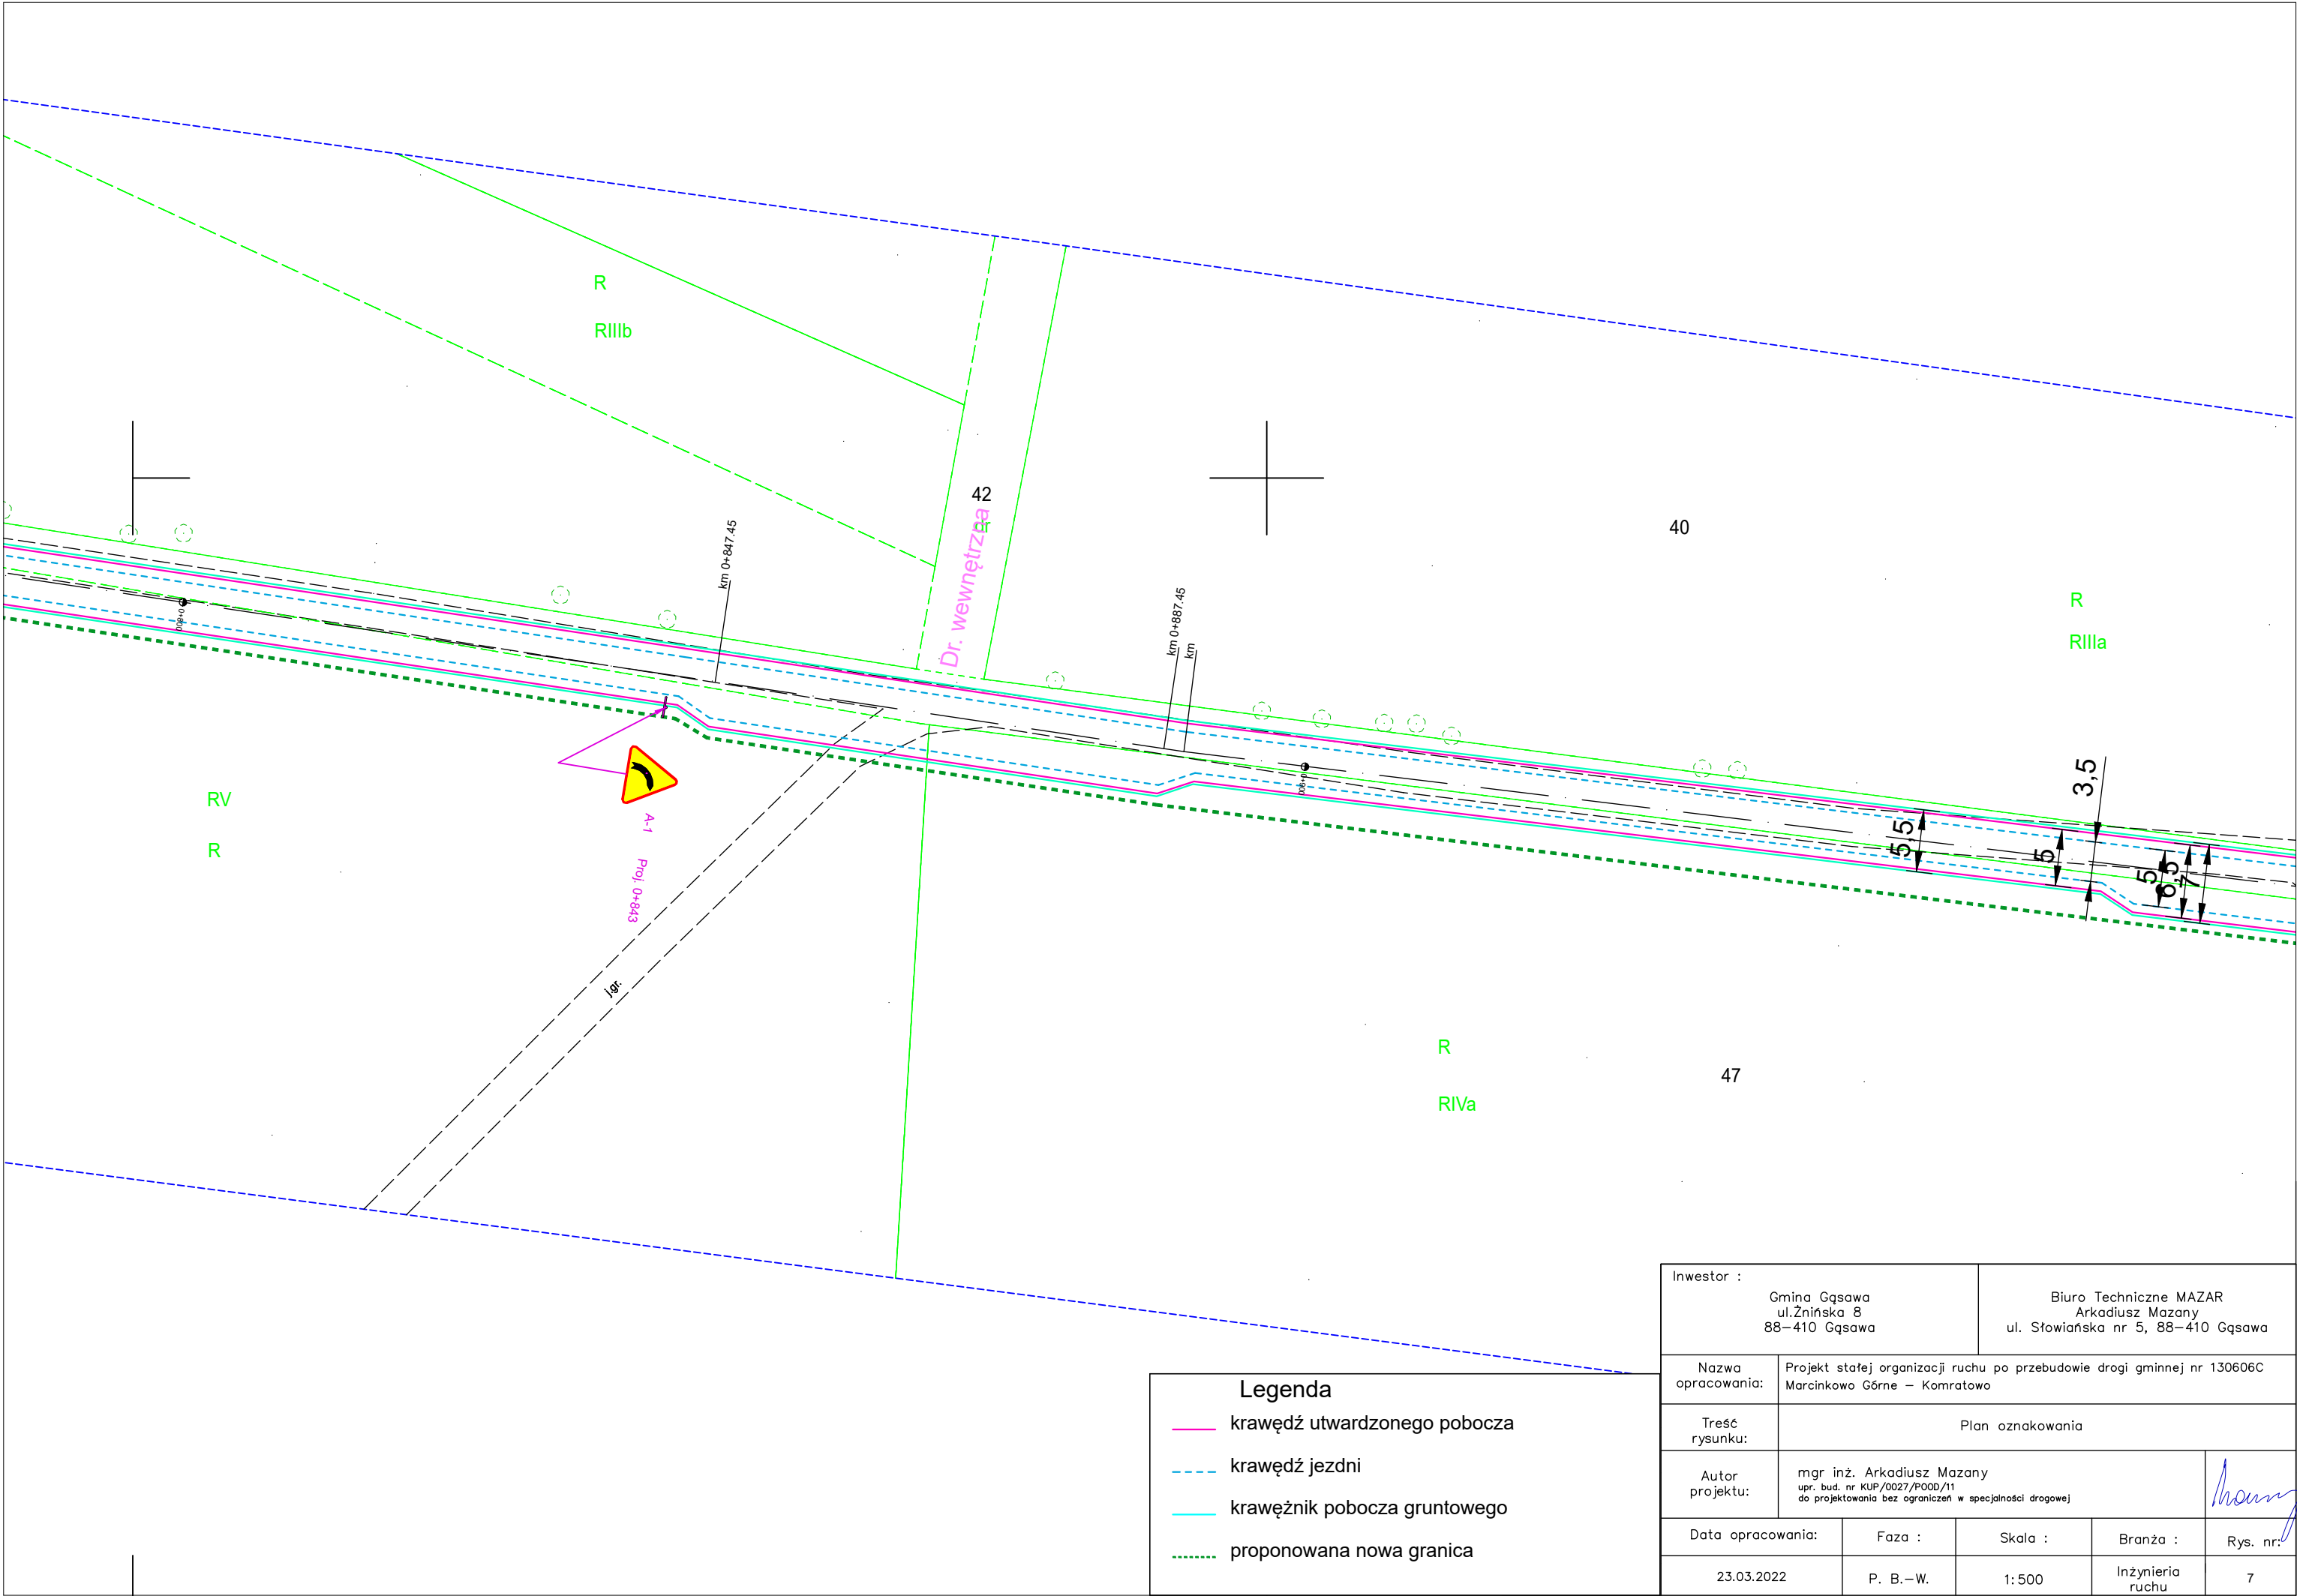 R
RIIIb
42
dr
Dr. wewnętrzna
40
km 0+847.45
km 0+887.45
km
R
RIIIa
0+800
0+900
3,5
5,5
5
5
6,5
7
RV
R
A-1 Proj. 0+843
j.gr.
R
47
RIVa
Legenda
krawędź utwardzonego pobocza
krawędź jezdni
krawężnik pobocza gruntowego
proponowana nowa granica
Inwestor :
Gmina Gąsawa
ul.Żnińska 8
88-410 Gąsawa
Biuro Techniczne MAZAR
Arkadiusz Mazany
ul. Słowiańska nr 5, 88-410 Gąsawa
Nazwa opracowania:
Projekt stałej organizacji ruchu po przebudowie drogi gminnej nr 130606C
Marcinkowo Górne – Komratowo
Treść rysunku:
Plan oznakowania
Autor projektu:
mgr inż. Arkadiusz Mazany
upr. bud. nr KUP/0027/POOD/11
do projektowania bez ograniczeń w specjalności drogowej
Data opracowania:
Faza :
Skala :
Branża :
Rys. nr:
23.03.2022
P. B.-W.
1:500
Inżynieria ruchu
7